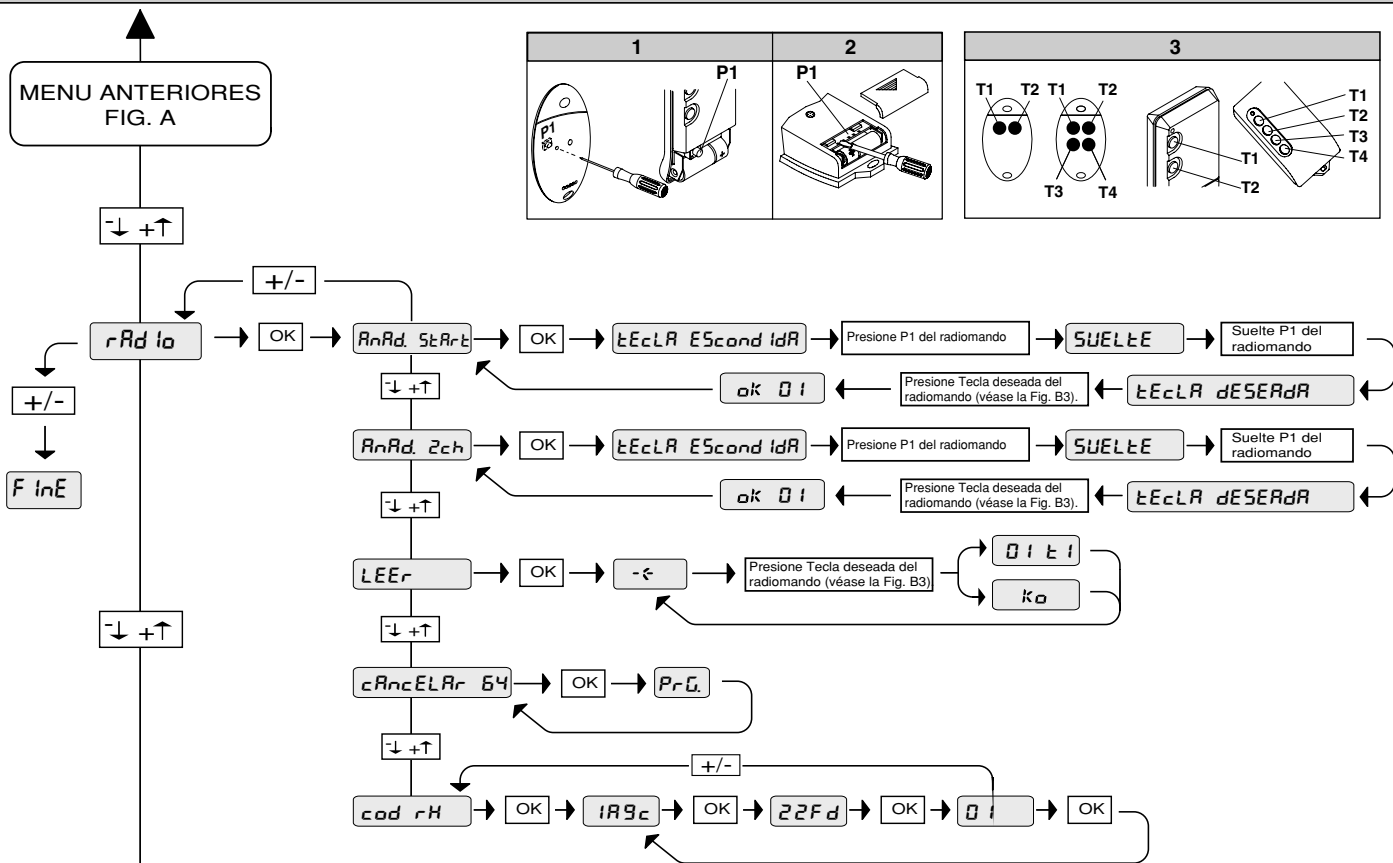 MENU ANTERIORES
FIG. A
1
2
3
P1
P1
P1
T1
T2
T1
T2
T3
T4
T1
T2
T1
T2
T3
T4
-↓ +↑
+/-
rAdIo
OK
AnAd. StArt
OK
tEcLA EScondIdA
Presione P1 del radiomando
SUELtE
Suelte P1 del
radiomando
+/-
-↓ +↑
oK 01
Presione Tecla deseada del
radiomando (véase la Fig. B3).
tEcLA dESEAdA
FInE
AnAd. 2ch
OK
tEcLA EScondIdA
Presione P1 del radiomando
SUELtE
Suelte P1 del
radiomando
-↓ +↑
oK 01
Presione Tecla deseada del
radiomando (véase la Fig. B3).
tEcLA dESEAdA
LEEr
OK
Presione Tecla deseada del
radiomando (véase la Fig. B3)
01 t1
Ko
-↓ +↑
-↓ +↑
cAncELAr 64
OK
PrG.
-↓ +↑
+/-
cod rH
OK
1A9c
OK
22Fd
OK
01
OK